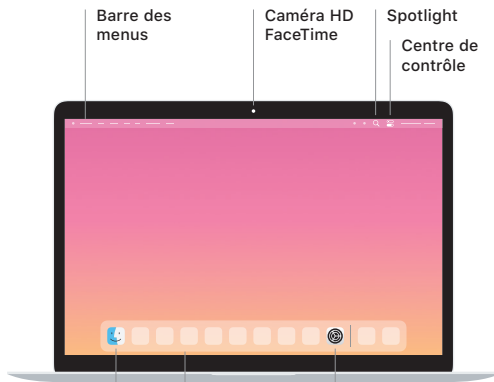 Barre des
menus
Caméra HD
FaceTime
Spotlight
Centre de
contrôle